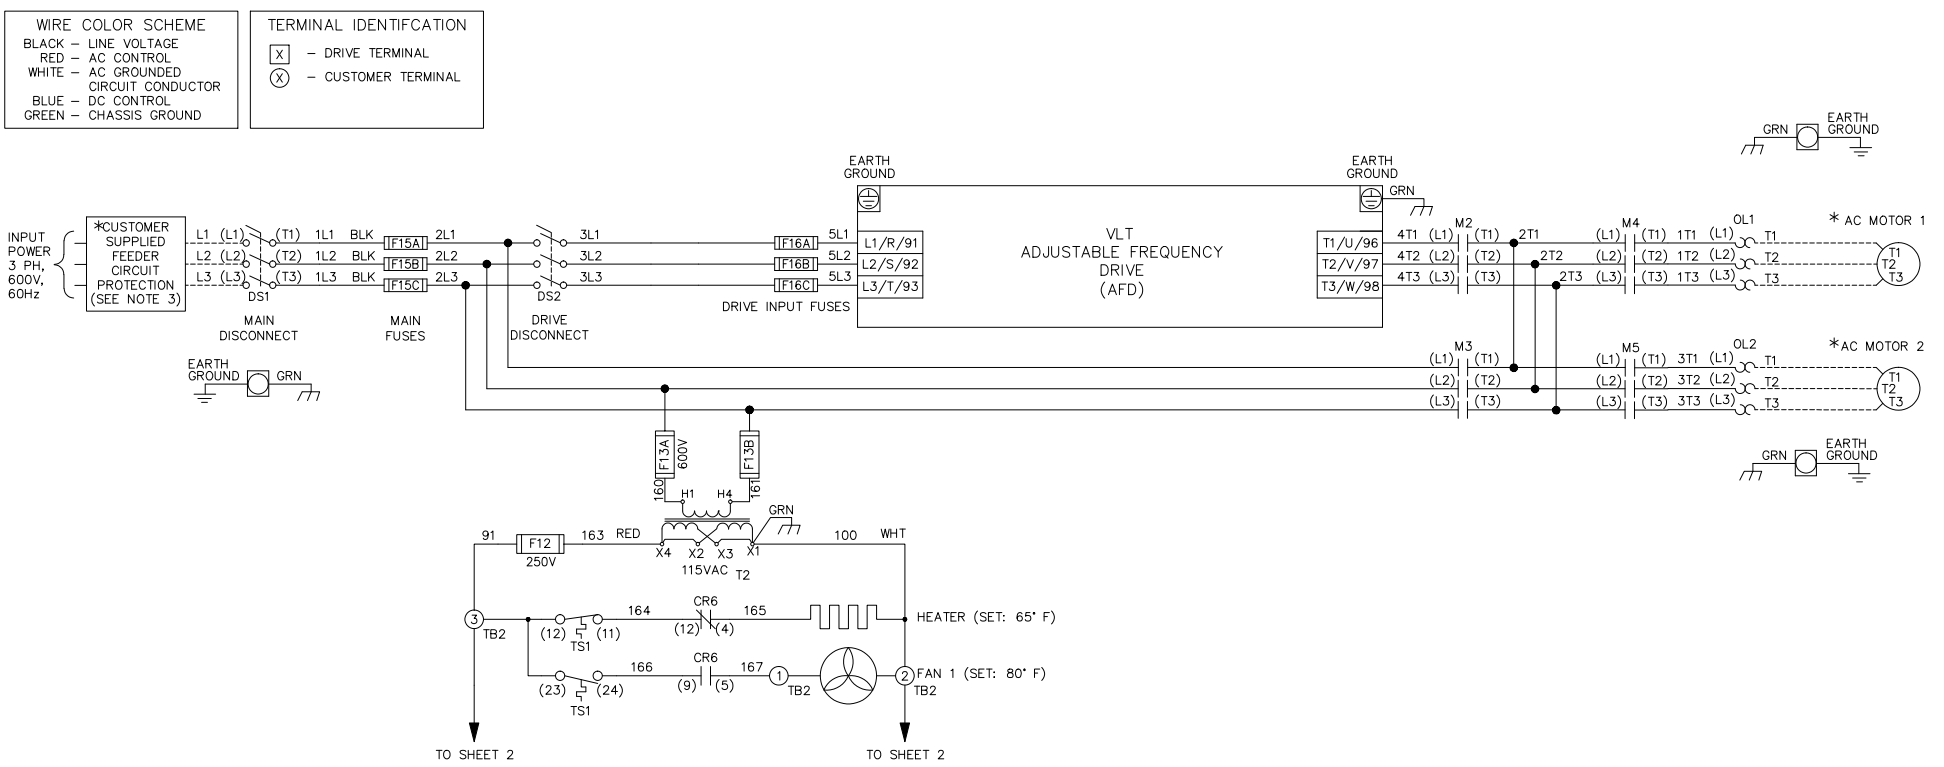 WIRE COLOR SCHEME
BLACK – LINE VOLTAGE
RED – AC CONTROL
WHITE – AC GROUNDED
CIRCUIT CONDUCTOR
BLUE – DC CONTROL
GREEN – CHASSIS GROUND
TERMINAL IDENTIFCATION
X – DRIVE TERMINAL
X – CUSTOMER TERMINAL
GRN
EARTH
GROUND
EARTH
GROUND
EARTH
GROUND
GRN
INPUT
POWER
3 PH,
600V,
60Hz
*CUSTOMER
SUPPLIED
FEEDER
CIRCUIT
PROTECTION
(SEE NOTE 3)
L1 (L1) (T1) 1L1 BLK F15A 2L1 3L1 F16A 5L1 L1/R/91
L2 (L2) (T2) 1L2 BLK F15B 2L2 3L2 F16B 5L2 L2/S/92
L3 (L3) (T3) 1L3 BLK F15C 2L3 3L3 F16C 5L3 L3/T/93
DS1
DS2
MAIN
DISCONNECT
MAIN
FUSES
DRIVE
DISCONNECT
DRIVE INPUT FUSES
VLT
ADJUSTABLE FREQUENCY
DRIVE
(AFD)
M2
M4
OL1
* AC MOTOR 1
T1/U/96 4T1 (L1) (T1) 2T1 (L1) (T1) 1T1 (L1) T1
T2/V/97 4T2 (L2) (T2) 2T2 (L2) (T2) 1T2 (L2) T2
T3/W/98 4T3 (L3) (T3) 2T3 (L3) (T3) 1T3 (L3) T3
T1
T2
T3
EARTH
GROUND
GRN
M3
M5
OL2
*AC MOTOR 2
(L1) (T1) (L1) (T1) 3T1 (L1) T1
(L2) (T2) (L2) (T2) 3T2 (L2) T2
(L3) (T3) (L3) (T3) 3T3 (L3) T3
T1
T2
T3
GRN
EARTH
GROUND
F13A
600V
F13B
160
161
H1 H4
GRN
91 F12 163 RED
250V
X4 X2 X3 X1
100 WHT
115VAC T2
3
TB2
(12) (11)
TS1
164
CR6
(12) (4)
165
HEATER (SET: 65° F)
(23) (24)
TS1
166
CR6
(9) (5)
167
1
TB2
2
TB2
FAN 1 (SET: 80° F)
TO SHEET 2
TO SHEET 2